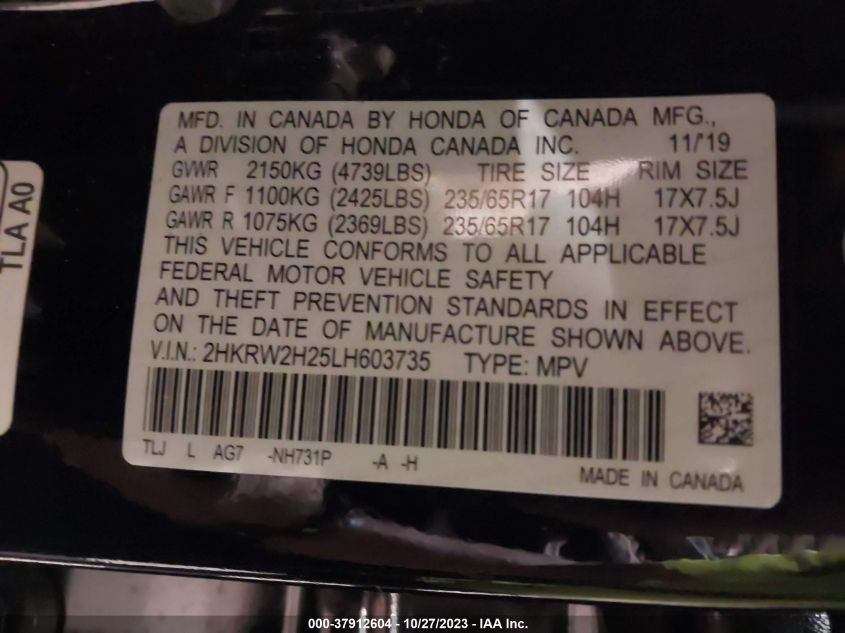 MFD. IN CANADA BY HONDA OF CANADA MFG.,
A DIVISION OF HONDA CANADA INC. 11/'19
GVWR 2150KG (4739LBS) TIRE SIZE RIM SIZE
GAWR F 1100KG (2425LBS) 235/65R17 104H 17X7.5J
GAWR R 1075KG (2369LBS) 235/65R17 104H 17X7.5J
THIS VEHICLE CONFORMS TO ALL APPLICABLE
FEDERAL MOTOR VEHICLE SAFETY
AND THEFT PREVENTION STANDARDS IN EFFECT
ON THE DATE OF MANUFACTURE SHOWN ABOVE.
V.I.N.: 2HKRW2H25LH603735 TYPE: MPV
TLJ L AG7 -NH731P -A -H
MADE IN CANADA
TLA A0
000-37912604 / 10/27/2023 - IAA Inc.